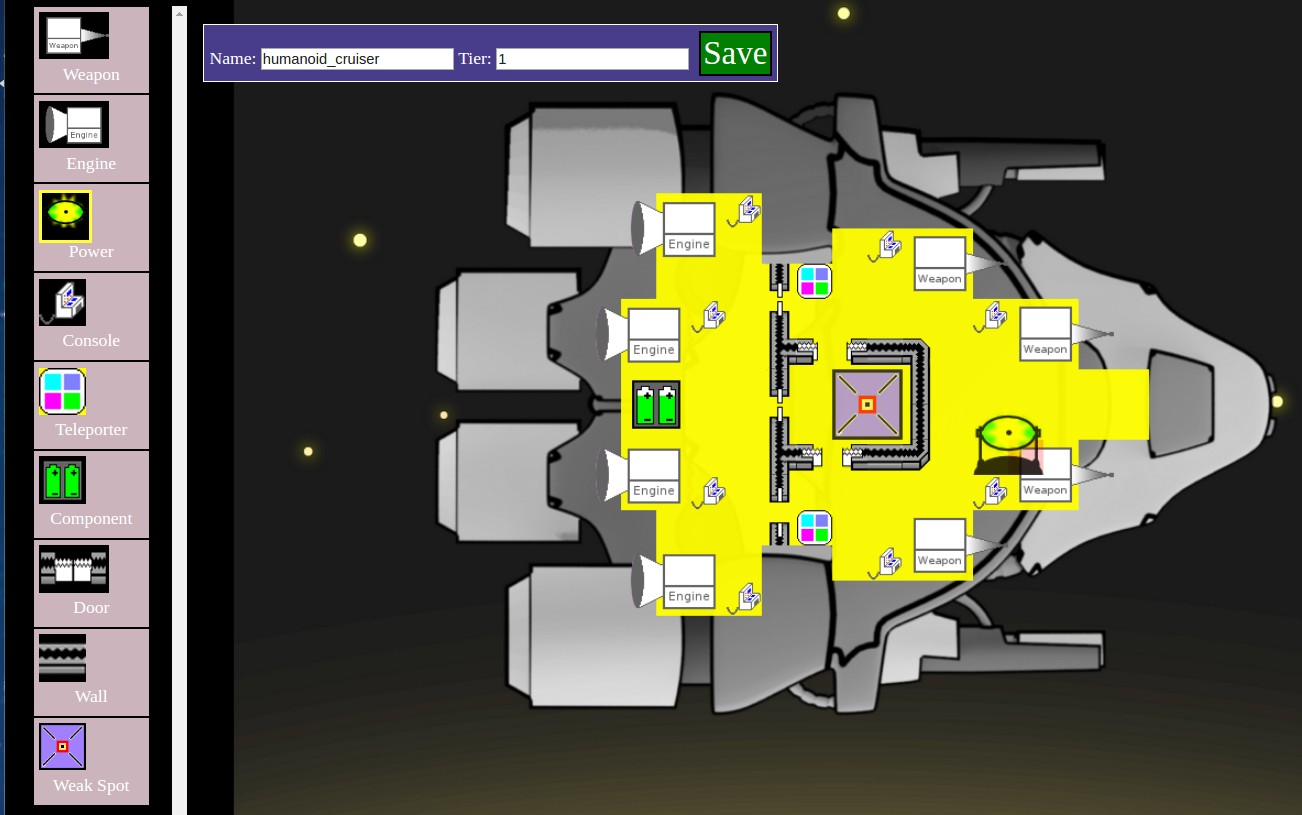 Name: humanoid_cruiser Tier: 1 Save
Weapon
Weapon
Engine
Engine
Power
Console
Teleporter
Component
Door
Wall
Weak Spot
Engine
Weapon
Engine
Weapon
Engine
Weapon
Engine
Weapon